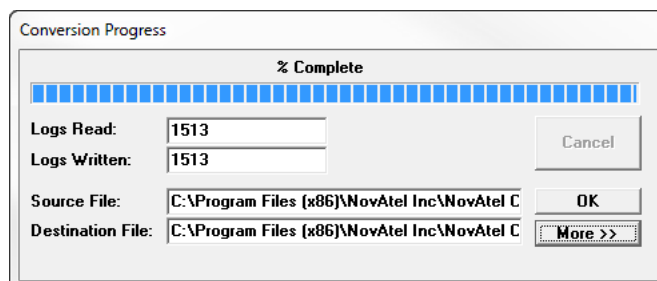 Conversion Progress
% Complete
Logs Read: 1513
Logs Written: 1513
Cancel
Source File: C:\Program Files (x86)\NovAtel Inc\NovAtel C OK
Destination File: C:\Program Files (x86)\NovAtel Inc\NovAtel C More >>